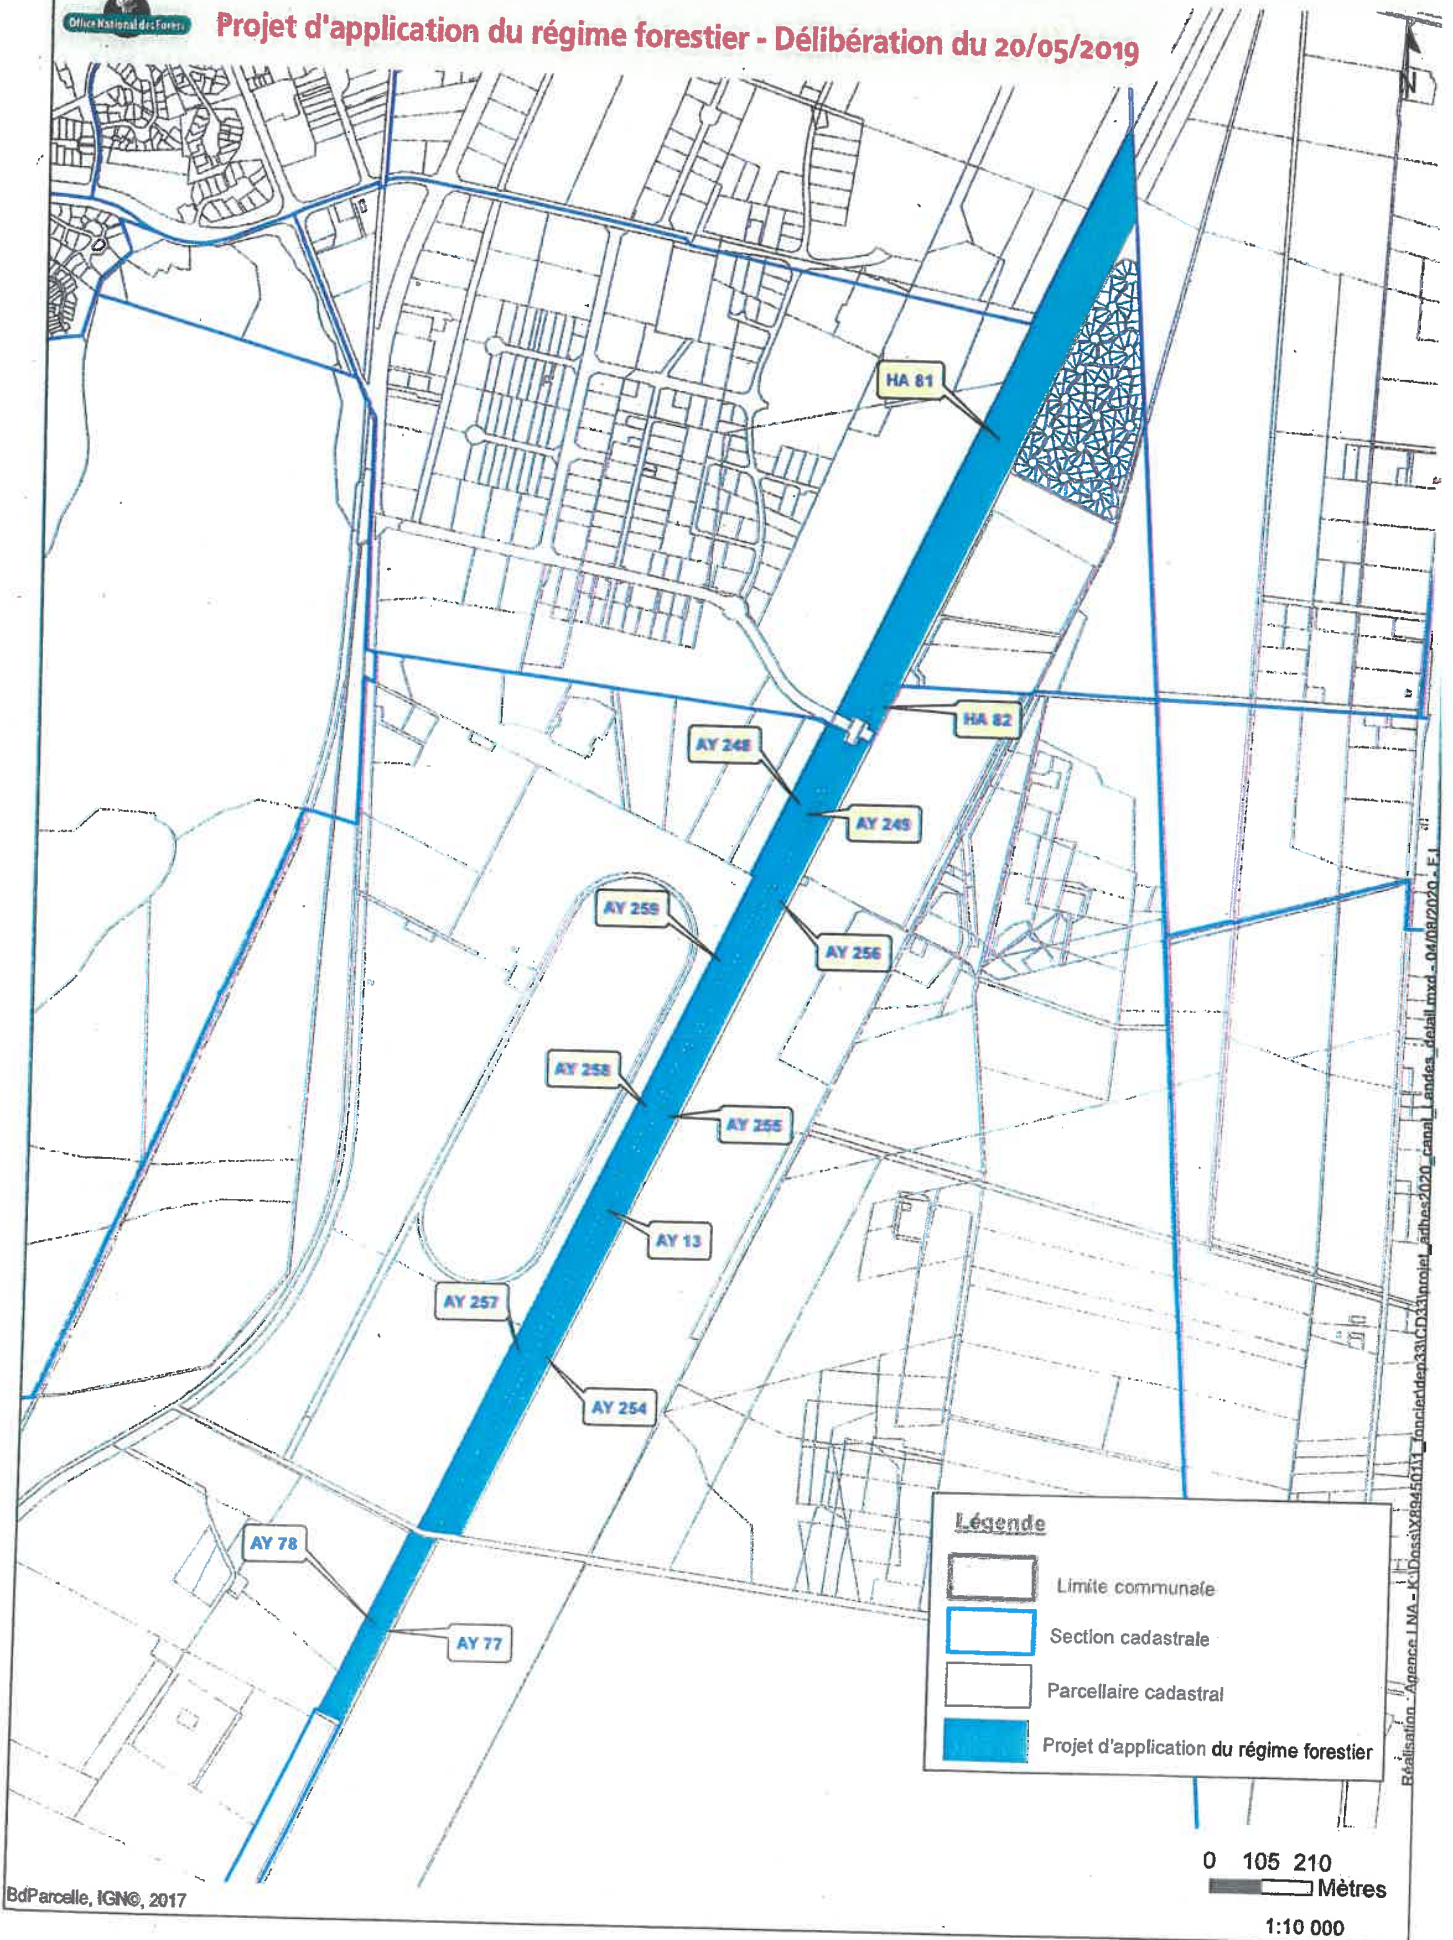 Office National des Forêts
Projet d'application du régime forestier - Délibération du 20/05/2019
N
HA 81
HA 82
AY 248
AY 249
AY 259
AY 256
AY 258
AY 255
AY 13
AY 257
AY 254
AY 78
AY 77
Légende
Limite communale
Section cadastrale
Parcellaire cadastral
Projet d'application du régime forestier
0 105 210
Mètres
1:10 000
BdParcelle, IGN©, 2017